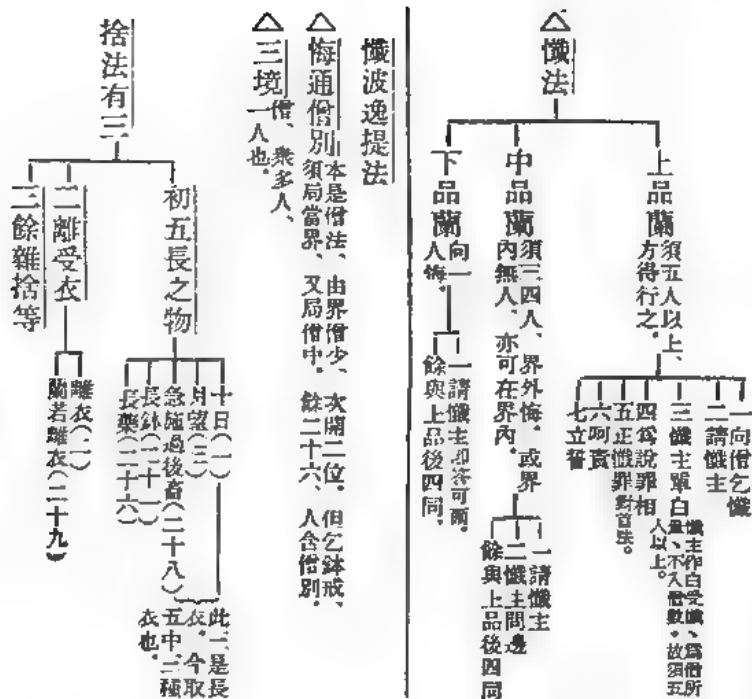 △懺法
上品蘭
須五人以上、
方得行之。
一向僧乞懺
二請懺主
三懺主單白
懺主作白受懺、爲僧所
量、不入僧數。故須五
人以上。
四爲說罪相
五正懺罪對首法。
六呵責
七立誓
中品蘭
須三四人、界外悔。或界
內無人、亦可在界內。
一請懺主
二懺主問邊
餘與上品後四同
下品蘭
向一
人悔。
一請懺主卽答可爾。
餘與上品後四同。
懺波逸提法
△悔通僧別
本是僧法、由界僧少、次開二位。但乞鉢戒、
須局當界、又局僧中。餘二十六、人含僧別。
△三境
僧、衆多人、
一人也。
捨法有三
初五長之物
十日(一)
月望(三)
急施過後畜(二十八)
長鉢(二十一)
長藥(二十六)
此二是長
衣。今取
五中、三種
衣也。
二離受衣
離衣(二)
蘭若離衣(二十九)
三餘雜捨等